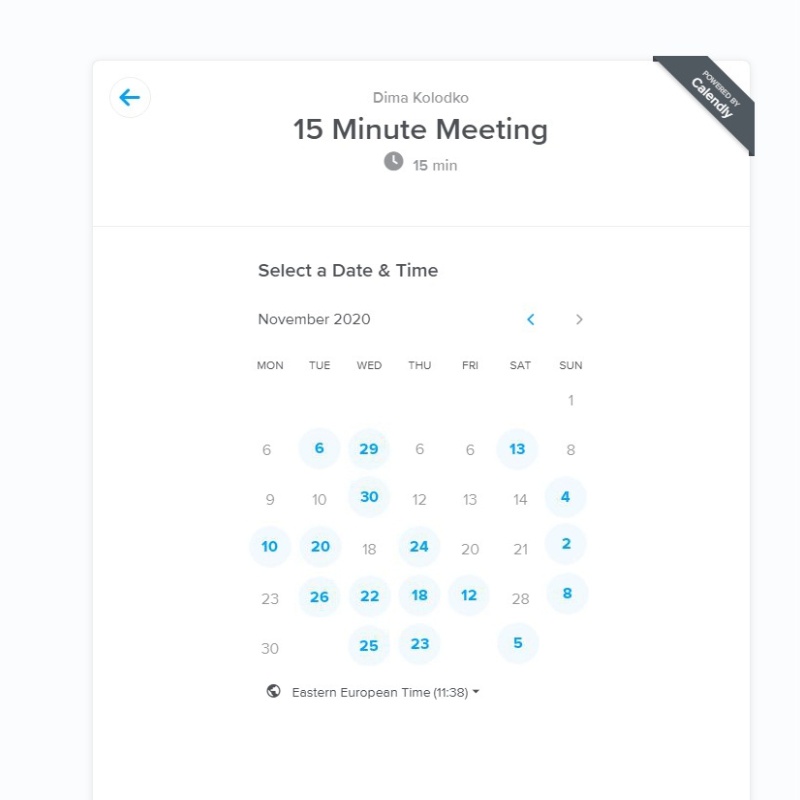 POWERED BY
Calendly
Dima Kolodko
15 Minute Meeting
15 min
Select a Date & Time
November 2020
MON TUE WED THU FRI SAT SUN
1
6 6 29 6 6 13 8
9 10 30 12 13 14 4
10 20 18 24 20 21 2
23 26 22 18 12 28 8
30 25 23 5
Eastern European Time (11:38)